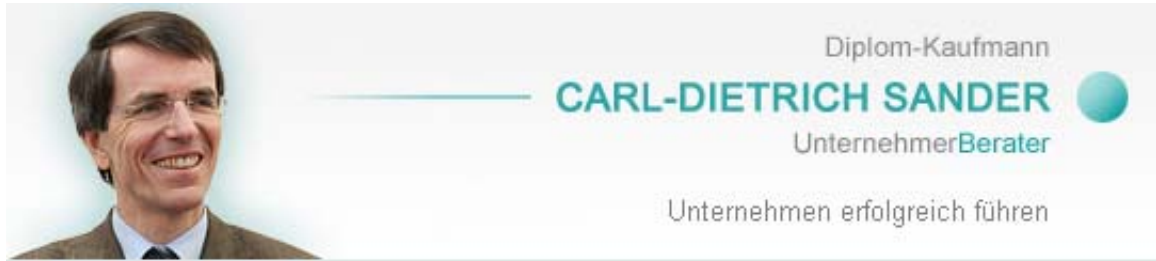 Diplom-Kaufmann
CARL-DIETRICH SANDER
UnternehmerBerater
Unternehmen erfolgreich führen